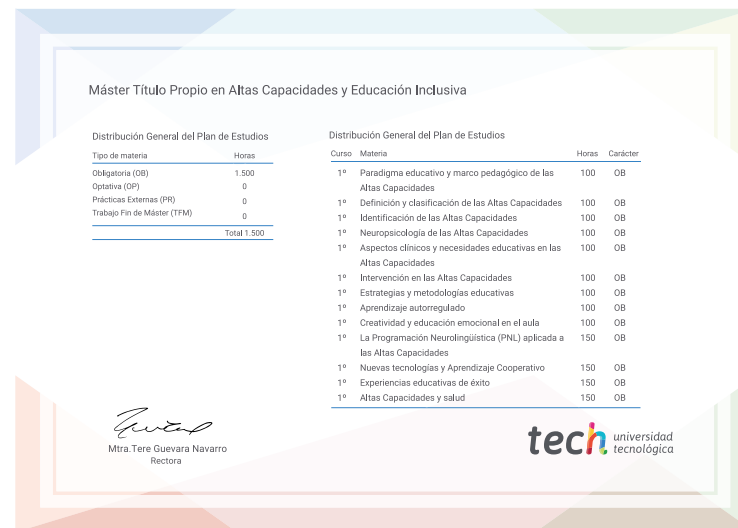 Máster Título Propio en Altas Capacidades y Educación Inclusiva
Distribución General del Plan de Estudios
Tipo de materia Horas
Obligatoria (OB) 1.500
Optativa (OP) 0
Prácticas Externas (PR) 0
Trabajo Fin de Máster (TFM) 0
Total 1.500
Distribución General del Plan de Estudios
Curso Materia Horas Carácter
1º Paradigma educativo y marco pedagógico de las 100 OB
Altas Capacidades
1º Definición y clasificación de las Altas Capacidades 100 OB
1º Identificación de las Altas Capacidades 100 OB
1º Neuropsicología de las Altas Capacidades 100 OB
1º Aspectos clínicos y necesidades educativas en las 100 OB
Altas Capacidades
1º Intervención en las Altas Capacidades 100 OB
1º Estrategias y metodologías educativas 100 OB
1º Aprendizaje autorregulado 100 OB
1º Creatividad y educación emocional en el aula 100 OB
1º La Programación Neurolingüística (PNL) aplicada a 150 OB
las Altas Capacidades
1º Nuevas tecnologías y Aprendizaje Cooperativo 150 OB
1º Experiencias educativas de éxito 150 OB
1º Altas Capacidades y salud 150 OB
Mtra.Tere Guevara Navarro
Rectora
tech universidad
tecnológica